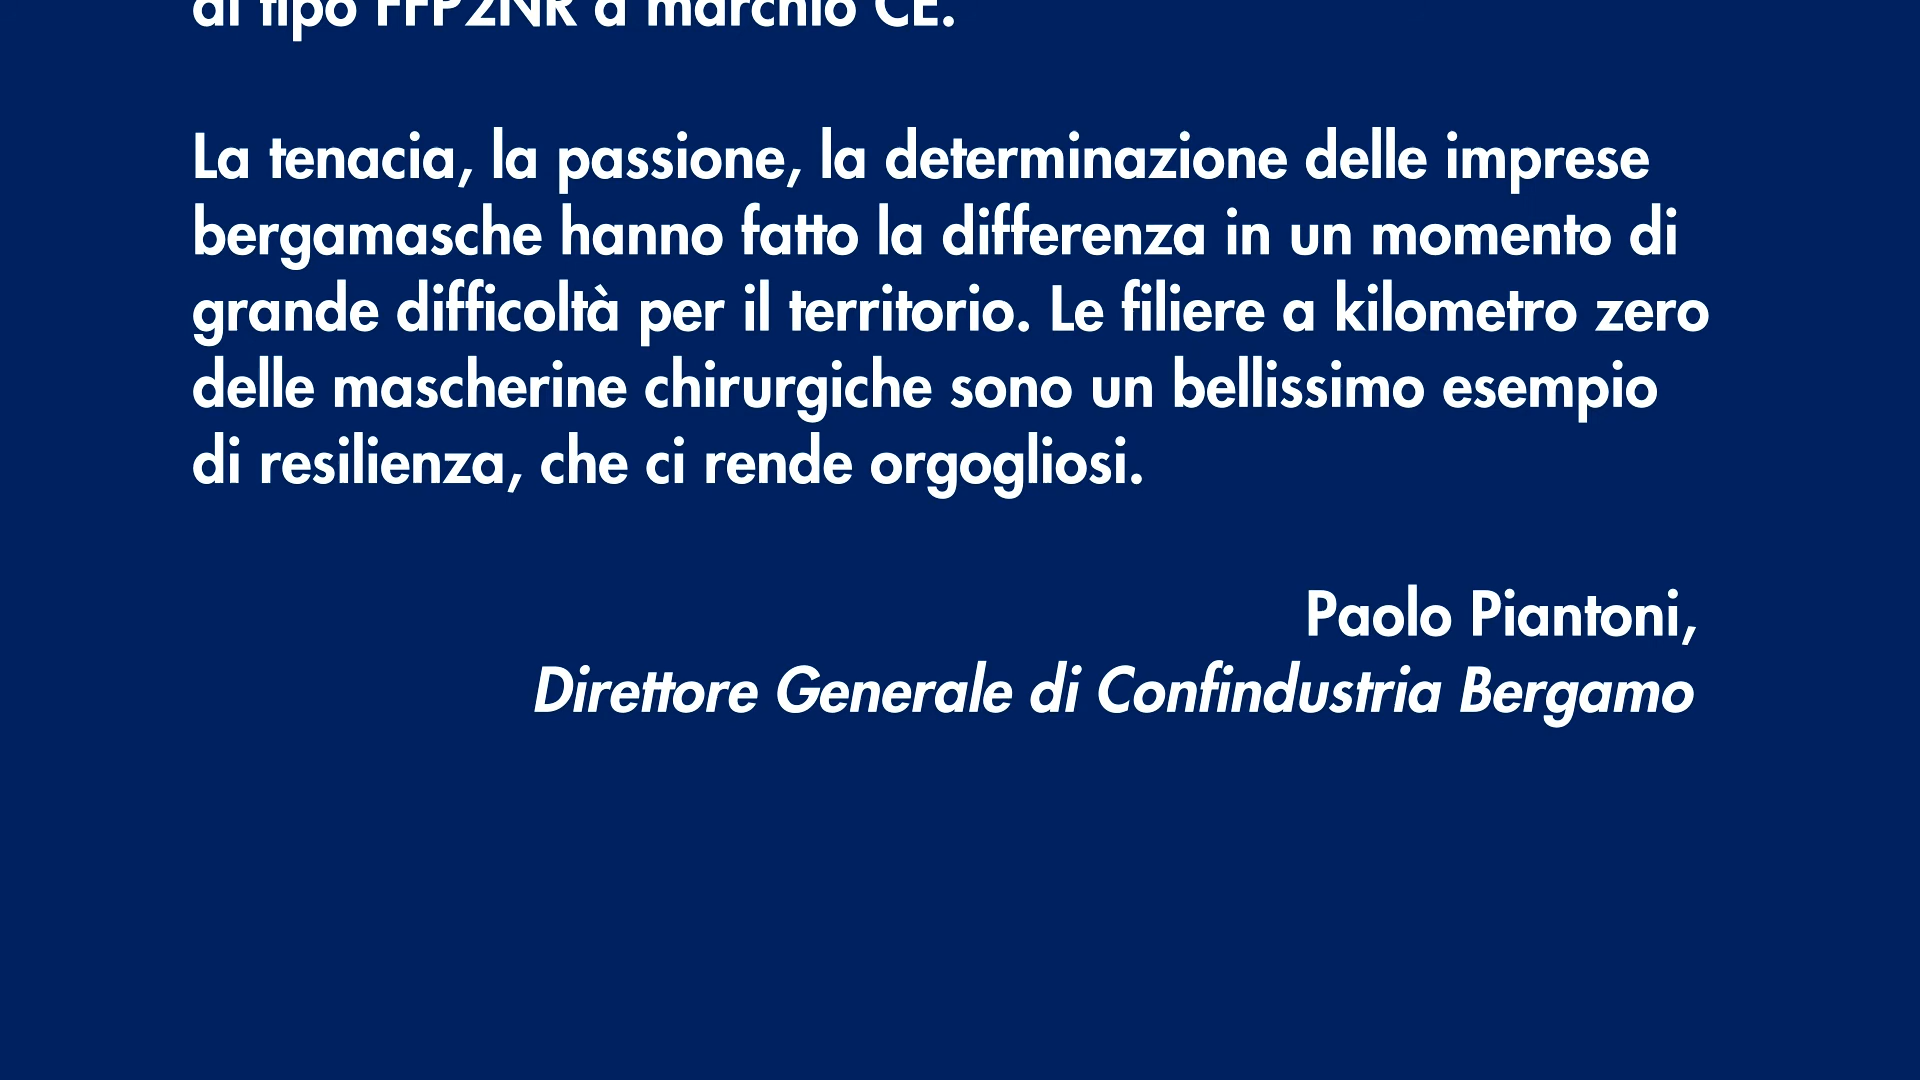 di tipo FFP2NR a marchio CE.
La tenacia, la passione, la determinazione delle imprese
bergamasche hanno fatto la differenza in un momento di
grande difficoltà per il territorio. Le filiere a kilometro zero
delle mascherine chirurgiche sono un bellissimo esempio
di resilienza, che ci rende orgogliosi.
Paolo Piantoni,
Direttore Generale di Confindustria Bergamo